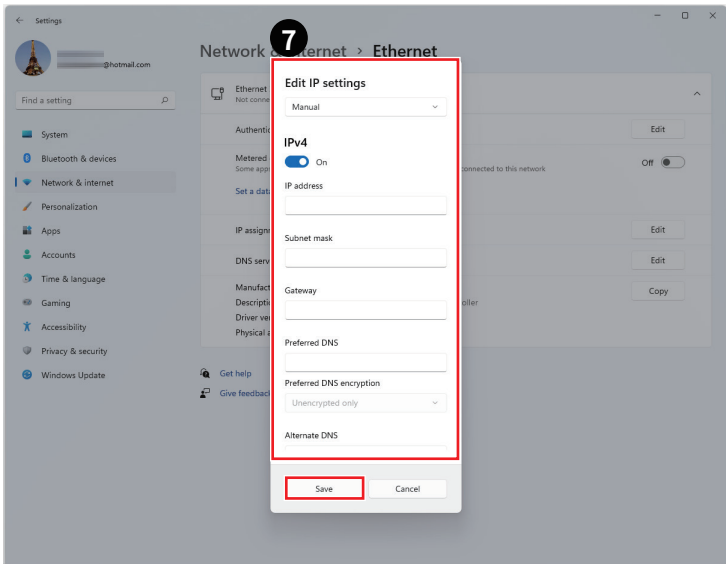 Settings
@hotmail.com
Find a setting
System
Bluetooth & devices
Network & internet
Personalization
Apps
Accounts
Time & language
Gaming
Accessibility
Privacy & security
Windows Update
Network & internet > Ethernet
7
Ethernet
Not conne
Authentic
Edit
Metered
Some app
connected to this network
Off
Set a data
IP assign
Edit
DNS serv
Edit
Manufact
Copy
Descripti
oller
Driver ve
Physical a
Get help
Give feedback
Edit IP settings
Manual
IPv4
On
IP address
Subnet mask
Gateway
Preferred DNS
Preferred DNS encryption
Unencrypted only
Alternate DNS
Save
Cancel